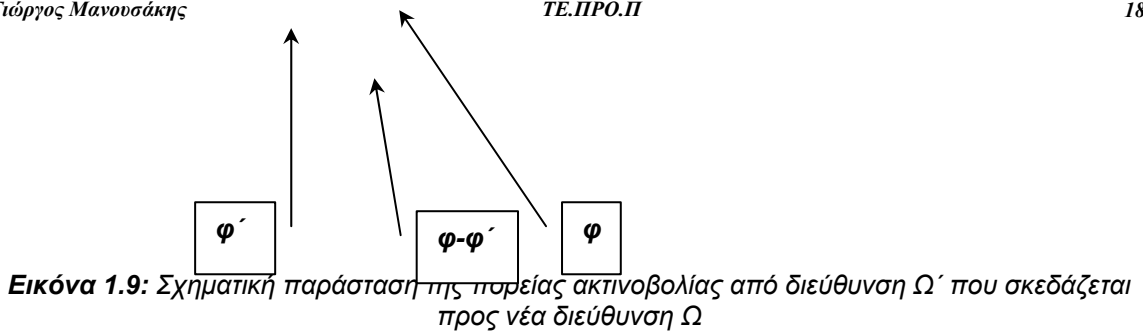 Γιώργος Μανουσάκης ΤΕ.ΠΡΟ.Π 18
φ΄ φ-φ΄ φ
Εικόνα 1.9: Σχηματική παράσταση της πορείας ακτινοβολίας από διεύθυνση Ω΄ που σκεδάζεται
προς νέα διεύθυνση Ω